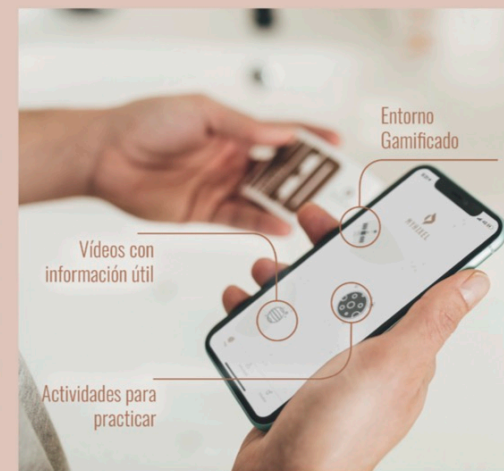 Entorno
Gamificado
Vídeos con
información útil
Actividades para
practicar